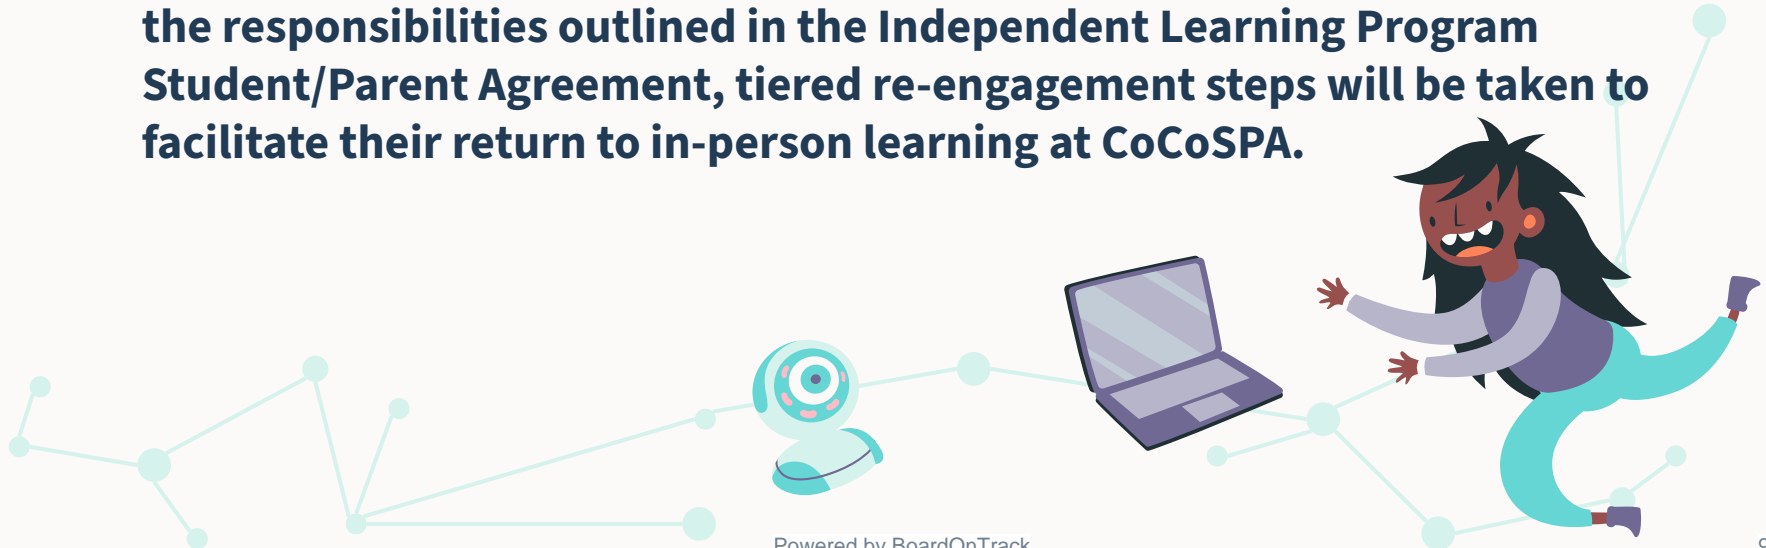 the responsibilities outlined in the Independent Learning Program
Student/Parent Agreement, tiered re-engagement steps will be taken to
facilitate their return to in-person learning at CoCoSPA.
Powered by BoardOnTrack